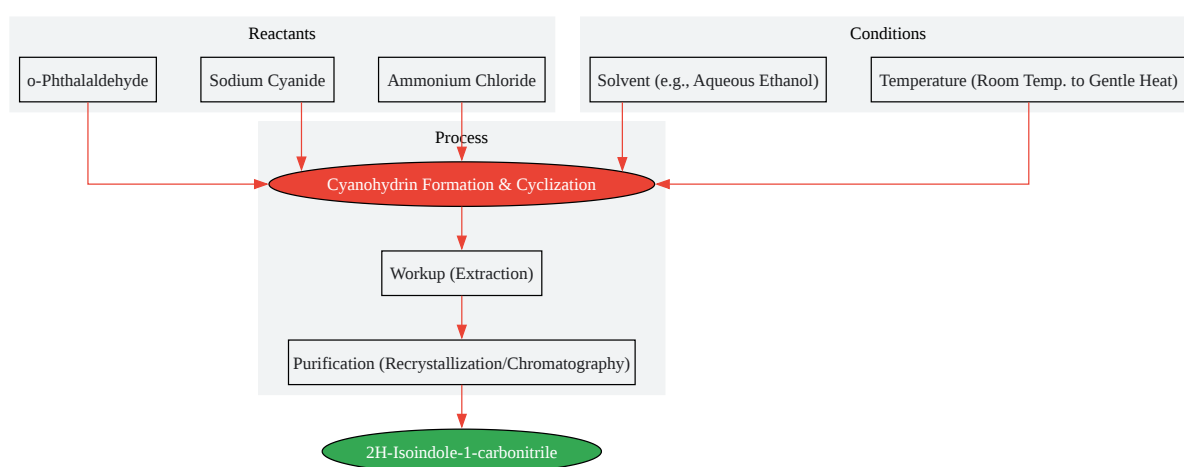 Reactants
Conditions
o-Phthalaldehyde
Sodium Cyanide
Ammonium Chloride
Solvent (e.g., Aqueous Ethanol)
Temperature (Room Temp. to Gentle Heat)
Process
Cyanohydrin Formation & Cyclization
Workup (Extraction)
Purification (Recrystallization/Chromatography)
2H-Isoindole-1-carbonitrile